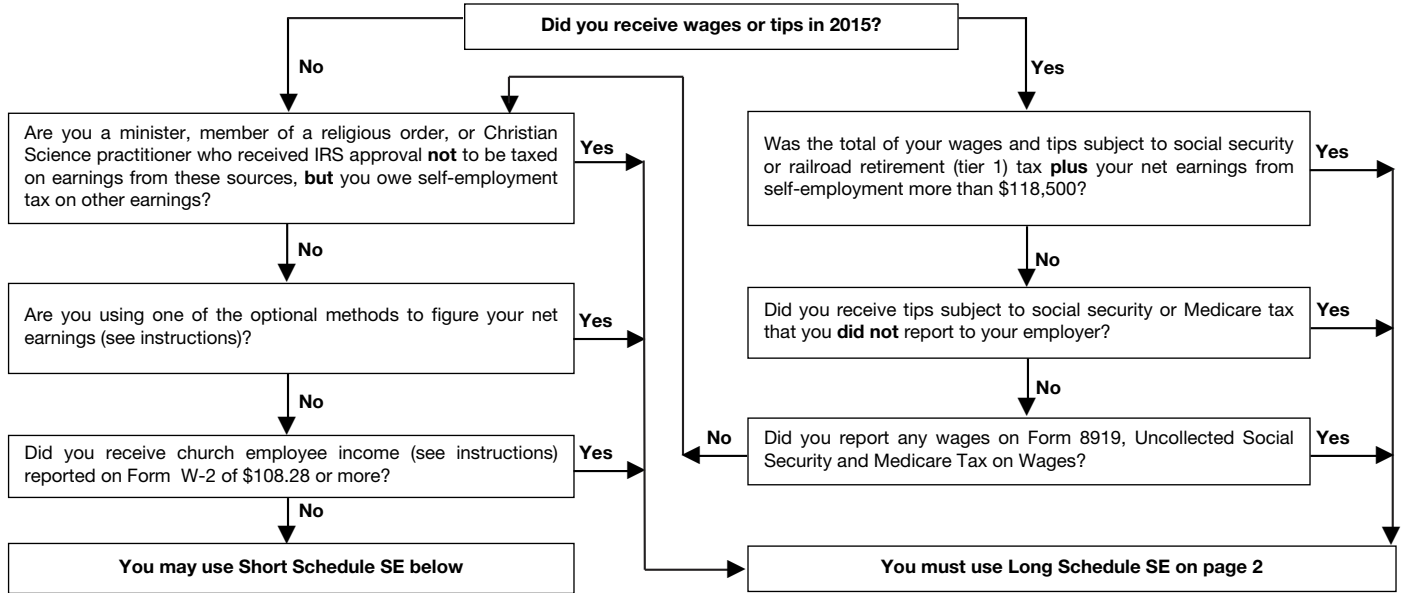 Did you receive wages or tips in 2015?
No
Yes
Are you a minister, member of a religious order, or Christian
Science practitioner who received IRS approval not to be taxed
on earnings from these sources, but you owe self-employment
tax on other earnings?
Yes
Was the total of your wages and tips subject to social security
or railroad retirement (tier 1) tax plus your net earnings from
self-employment more than $118,500?
Yes
No
No
Are you using one of the optional methods to figure your net
earnings (see instructions)?
Yes
Did you receive tips subject to social security or Medicare tax
that you did not report to your employer?
Yes
No
No
Did you receive church employee income (see instructions)
reported on Form W-2 of $108.28 or more?
Yes
No
Did you report any wages on Form 8919, Uncollected Social
Security and Medicare Tax on Wages?
Yes
No
You may use Short Schedule SE below
You must use Long Schedule SE on page 2